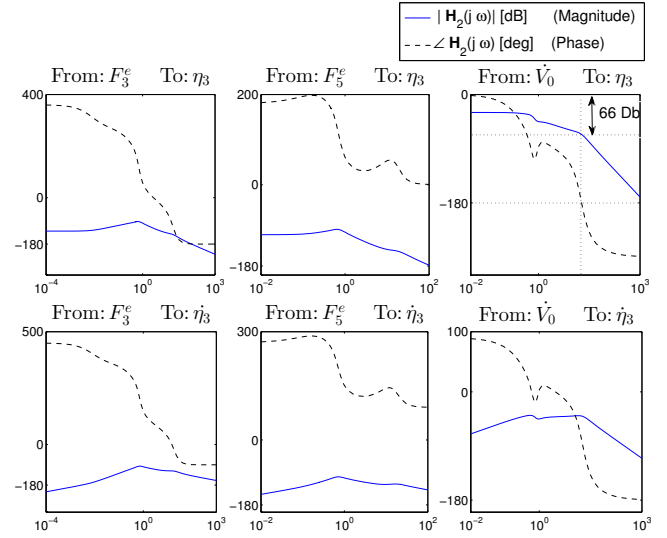 | H₂(j ω)| [dB] (Magnitude)
∠ H₂(j ω) [deg] (Phase)
From: F₃ᵉ To: η₃
From: F₅ᵉ To: η₃
From: V̇₀ To: η₃
400
0
−180
10⁻⁴ 10⁰ 10³
200
0
−180
10⁻² 10⁰ 10²
0
66 Db
−180
10⁻² 10⁰ 10³
From: F₃ᵉ To: η̇₃
From: F₅ᵉ To: η̇₃
From: V̇₀ To: η̇₃
500
0
−180
10⁻⁴ 10⁰ 10³
300
0
−180
10⁻² 10⁰ 10²
100
0
−180
10⁻² 10⁰ 10³